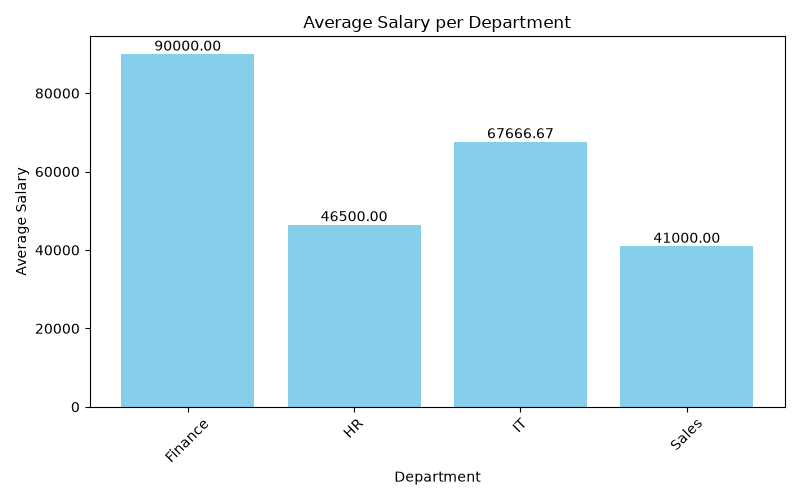 Average Salary per Department
90000.00
67666.67
46500.00
41000.00
80000
60000
40000
20000
0
Average Salary
Finance
HR
IT
Sales
Department